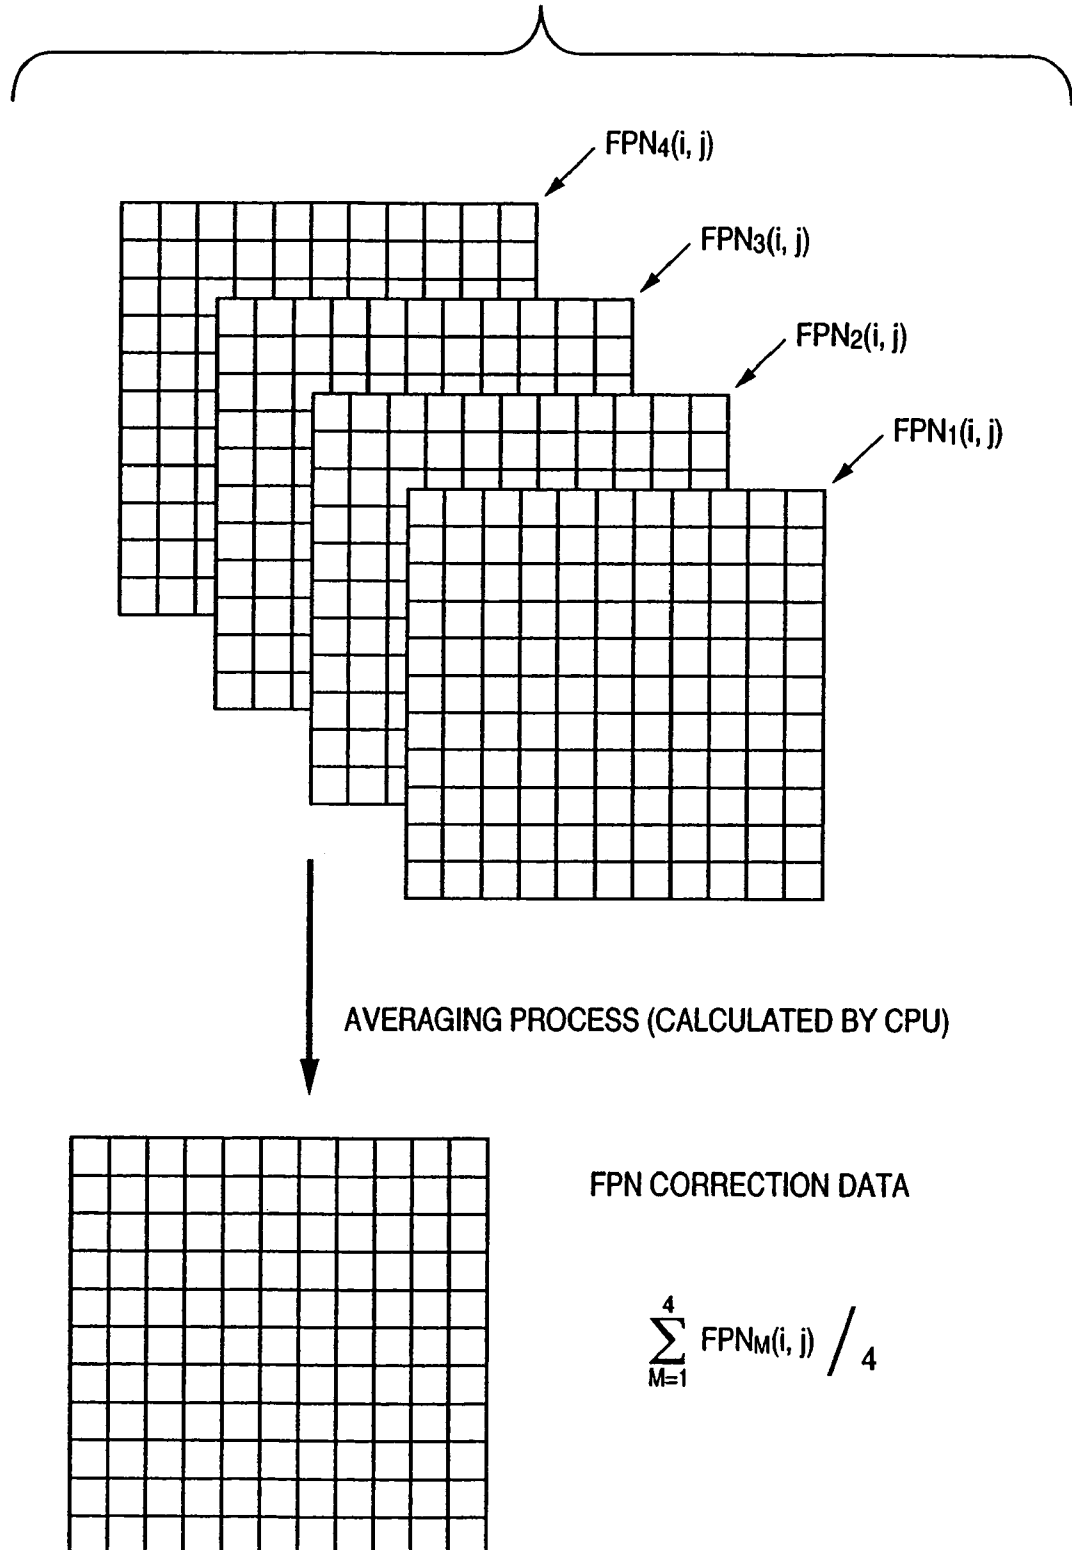 FPN4(i, j)
FPN3(i, j)
FPN2(i, j)
FPN1(i, j)
AVERAGING PROCESS (CALCULATED BY CPU)
FPN CORRECTION DATA
4
∑ FPNM(i, j) / 4
M=1